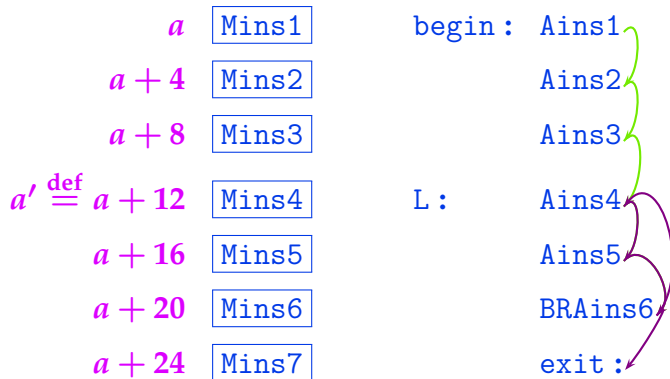 a Mins1 begin: Ains1
a + 4 Mins2 Ains2
a + 8 Mins3 Ains3
a′ def= a + 12 Mins4 L: Ains4
a + 16 Mins5 Ains5
a + 20 Mins6 BRAins6
a + 24 Mins7 exit: